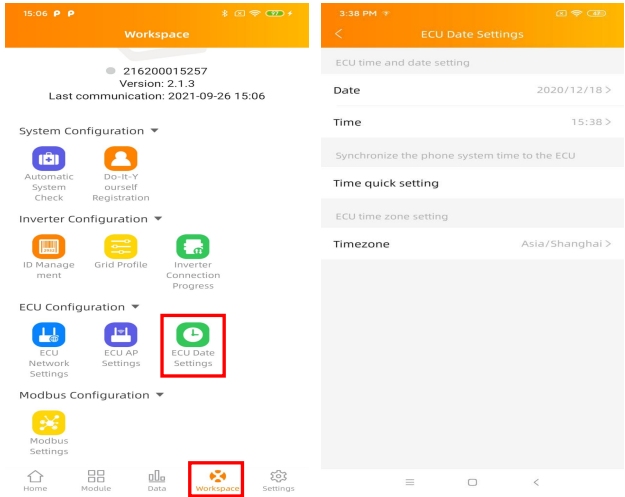 15:06 P P
97
Workspace
216200015257
Version: 2.1.3
Last communication: 2021-09-26 15:06
System Configuration
Automatic
System
Check
Do-It-Y
ourself
Registration
Inverter Configuration
ID Manage
ment
Grid Profile
Inverter
Connection
Progress
ECU Configuration
ECU
Network
Settings
ECU AP
Settings
ECU Date
Settings
Modbus Configuration
Modbus
Settings
Home
Module
Data
Workspace
Settings
3:38 PM
ECU Date Settings
ECU time and date setting
Date 2020/12/18 >
Time 15:38 >
Synchronize the phone system time to the ECU
Time quick setting
ECU time zone setting
Timezone Asia/Shanghai >